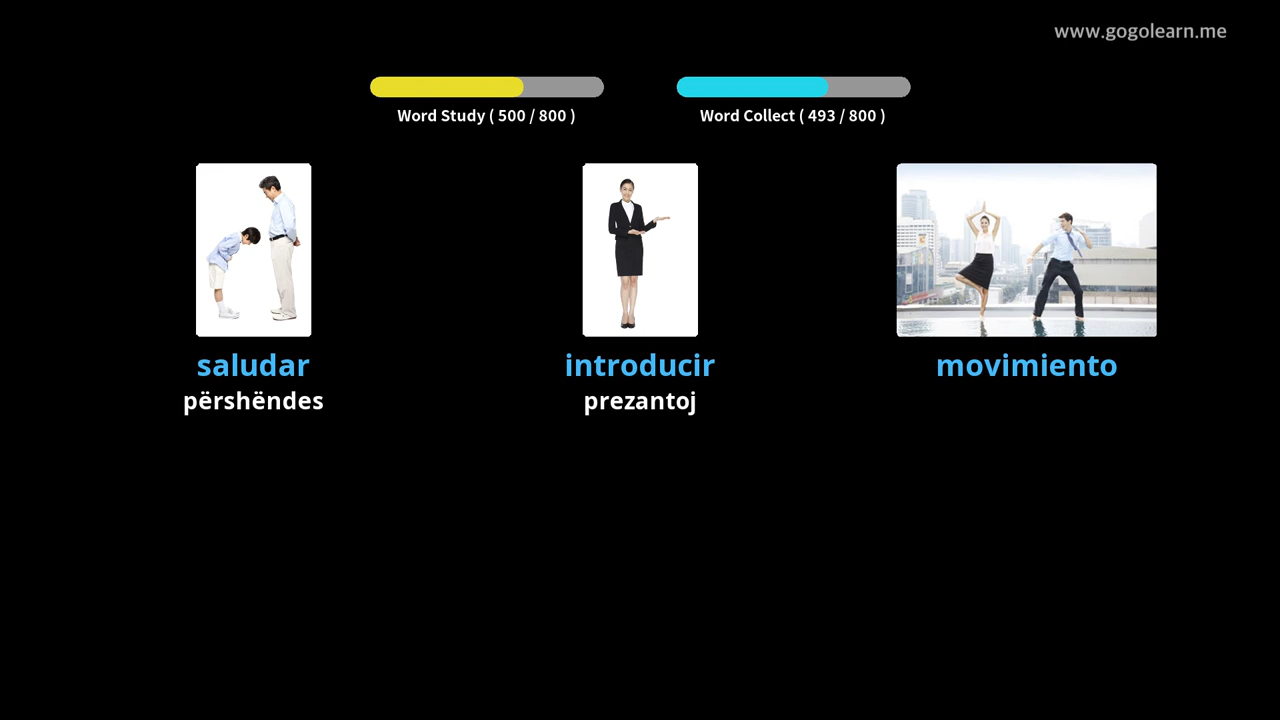 www.gogolearn.me
Word Study ( 500 / 800 )
Word Collect ( 493 / 800 )
saludar
përshëndes
introducir
prezantoj
movimiento